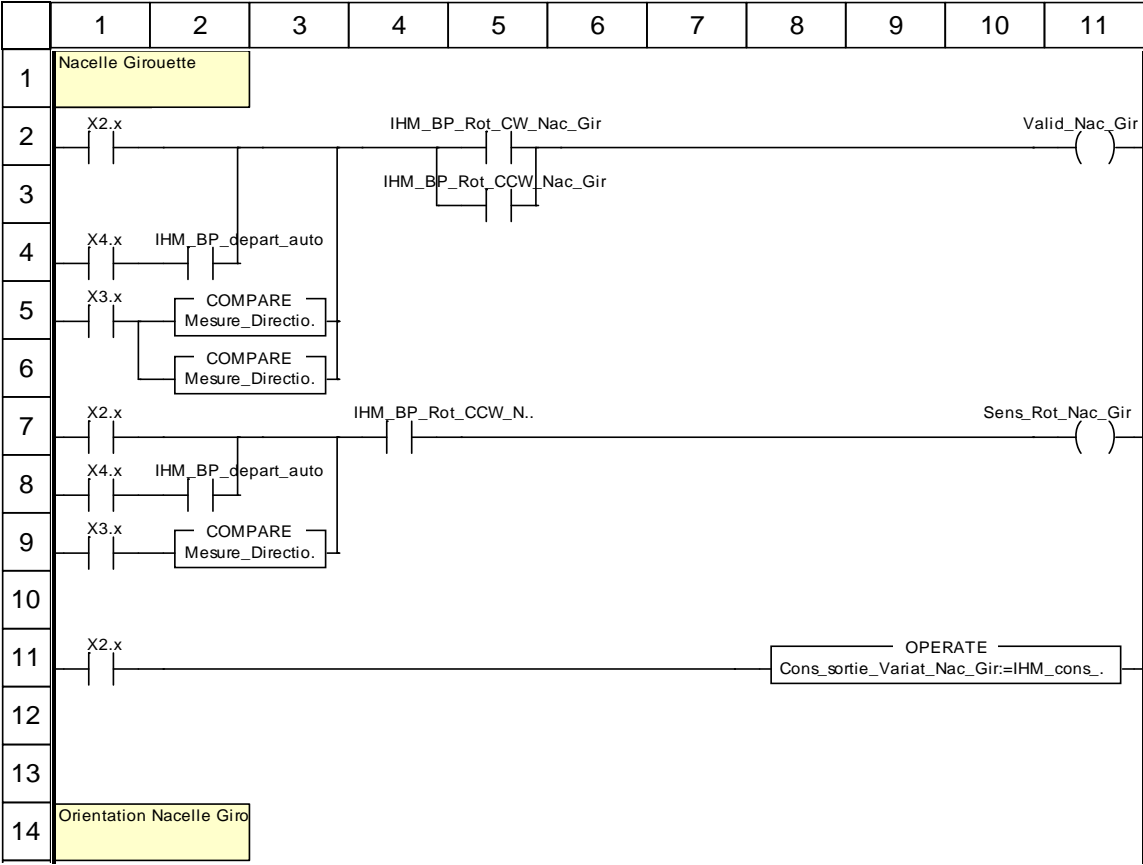 1 2 3 4 5 6 7 8 9 10 11
1
Nacelle Girouette
2
X2.x IHM_BP_Rot_CW_Nac_Gir Valid_Nac_Gir
3
IHM_BP_Rot_CCW_Nac_Gir
4
X4.x IHM_BP_depart_auto
5
X3.x COMPARE
Mesure_Directio.
6
COMPARE
Mesure_Directio.
7
X2.x IHM_BP_Rot_CCW_N.. Sens_Rot_Nac_Gir
8
X4.x IHM_BP_depart_auto
9
X3.x COMPARE
Mesure_Directio.
10
11
X2.x OPERATE
Cons_sortie_Variat_Nac_Gir:=IHM_cons_.
12
13
14
Orientation Nacelle Giro